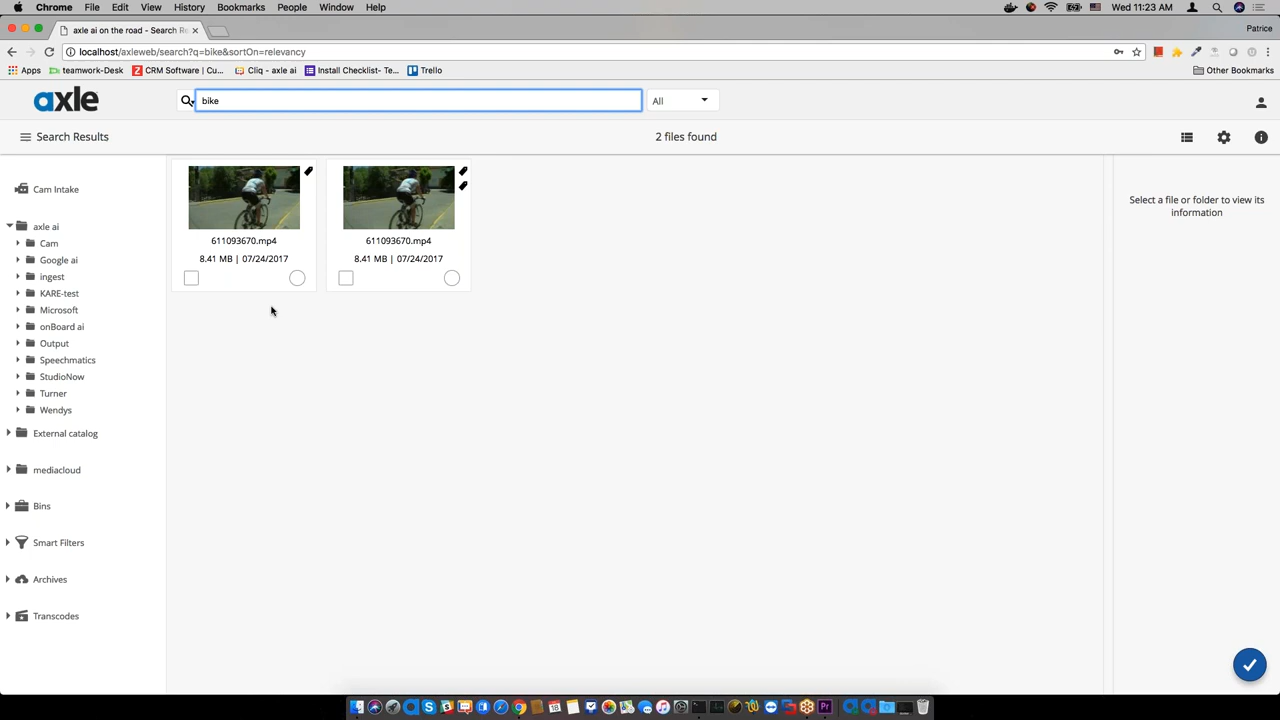 Chrome File Edit View History Bookmarks People Window Help Wed 11:23 AM
axle ai on the road - Search Re × Patrice
localhost/axleweb/search?q=bike&sortOn=relevancy
Apps teamwork-Desk CRM Software | Cu... Cliq - axle ai Install Checklist- Te... Trello Other Bookmarks
axle bike All
Search Results 2 files found
Cam Intake
axle ai
Cam
Google ai
ingest
KARE-test
Microsoft
onBoard ai
Output
Speechmatics
StudioNow
Turner
Wendys
External catalog
mediacloud
Bins
Smart Filters
Archives
Transcodes
611093670.mp4
8.41 MB | 07/24/2017
611093670.mp4
8.41 MB | 07/24/2017
Select a file or folder to view its
information